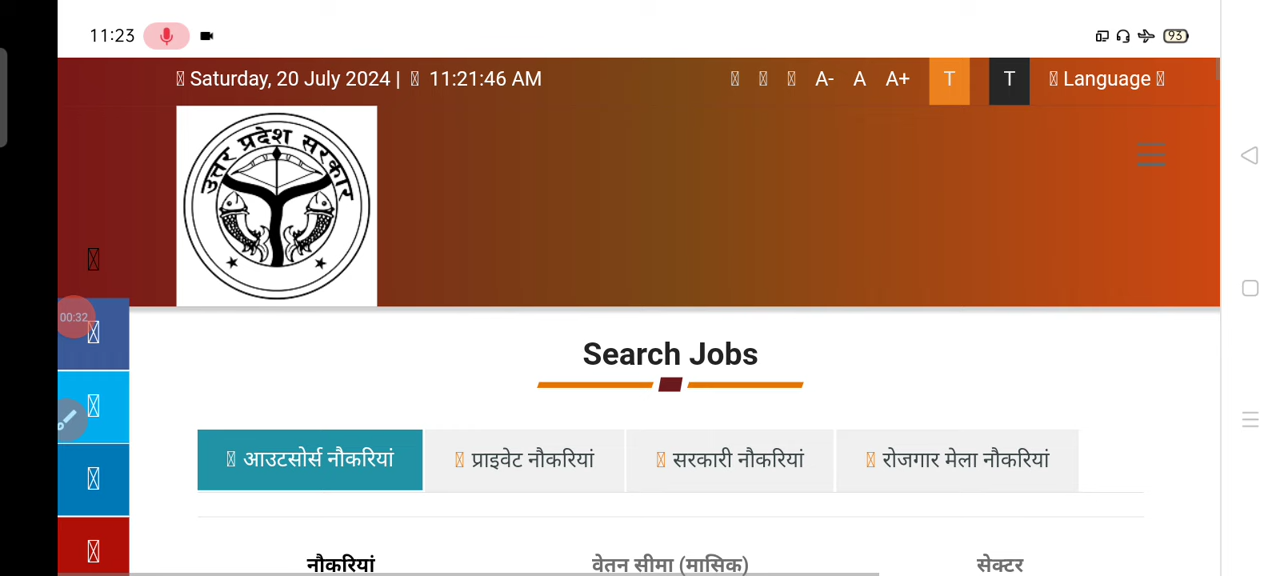 11:23
93
Saturday, 20 July 2024 | 11:21:46 AM
A- A A+ T T Language
उत्तर प्रदेश सरकार
00:32
Search Jobs
आउटसोर्स नौकरियां प्राइवेट नौकरियां सरकारी नौकरियां रोजगार मेला नौकरियां
नौकरियां वेतन सीमा (मासिक) सेक्टर